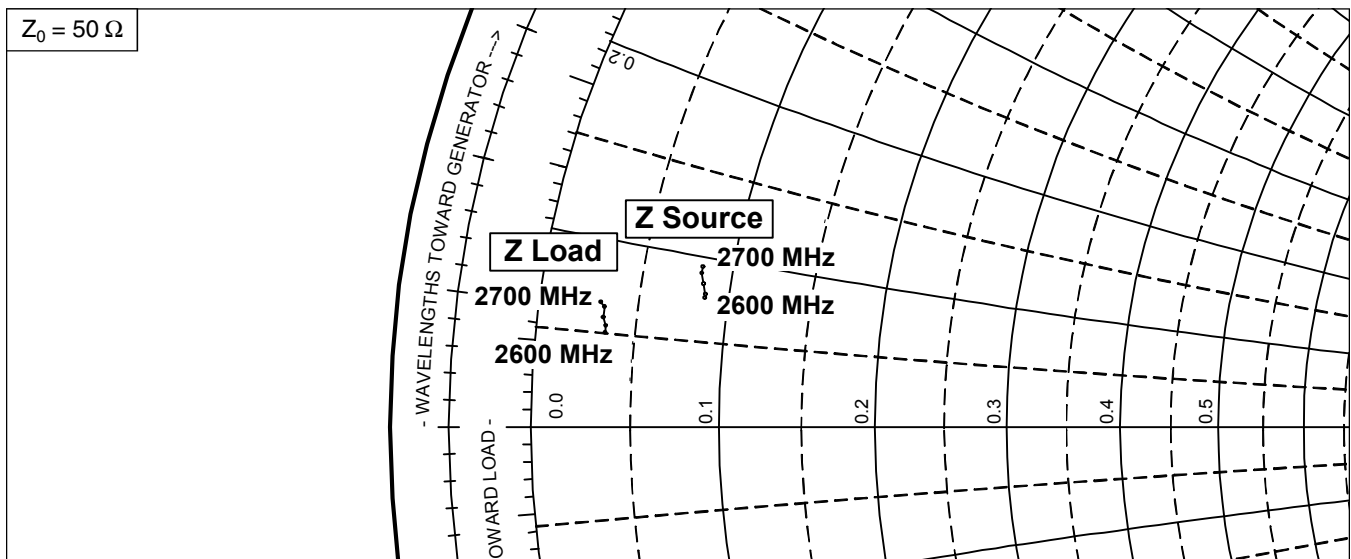 Z₀ = 50 Ω
- WAVELENGTHS TOWARD GENERATOR --->
0.2
Z Source
Z Load
2700 MHz
2700 MHz
2600 MHz
2600 MHz
0.0
0.1
0.2
0.3
0.4
0.5
OWARD LOAD -